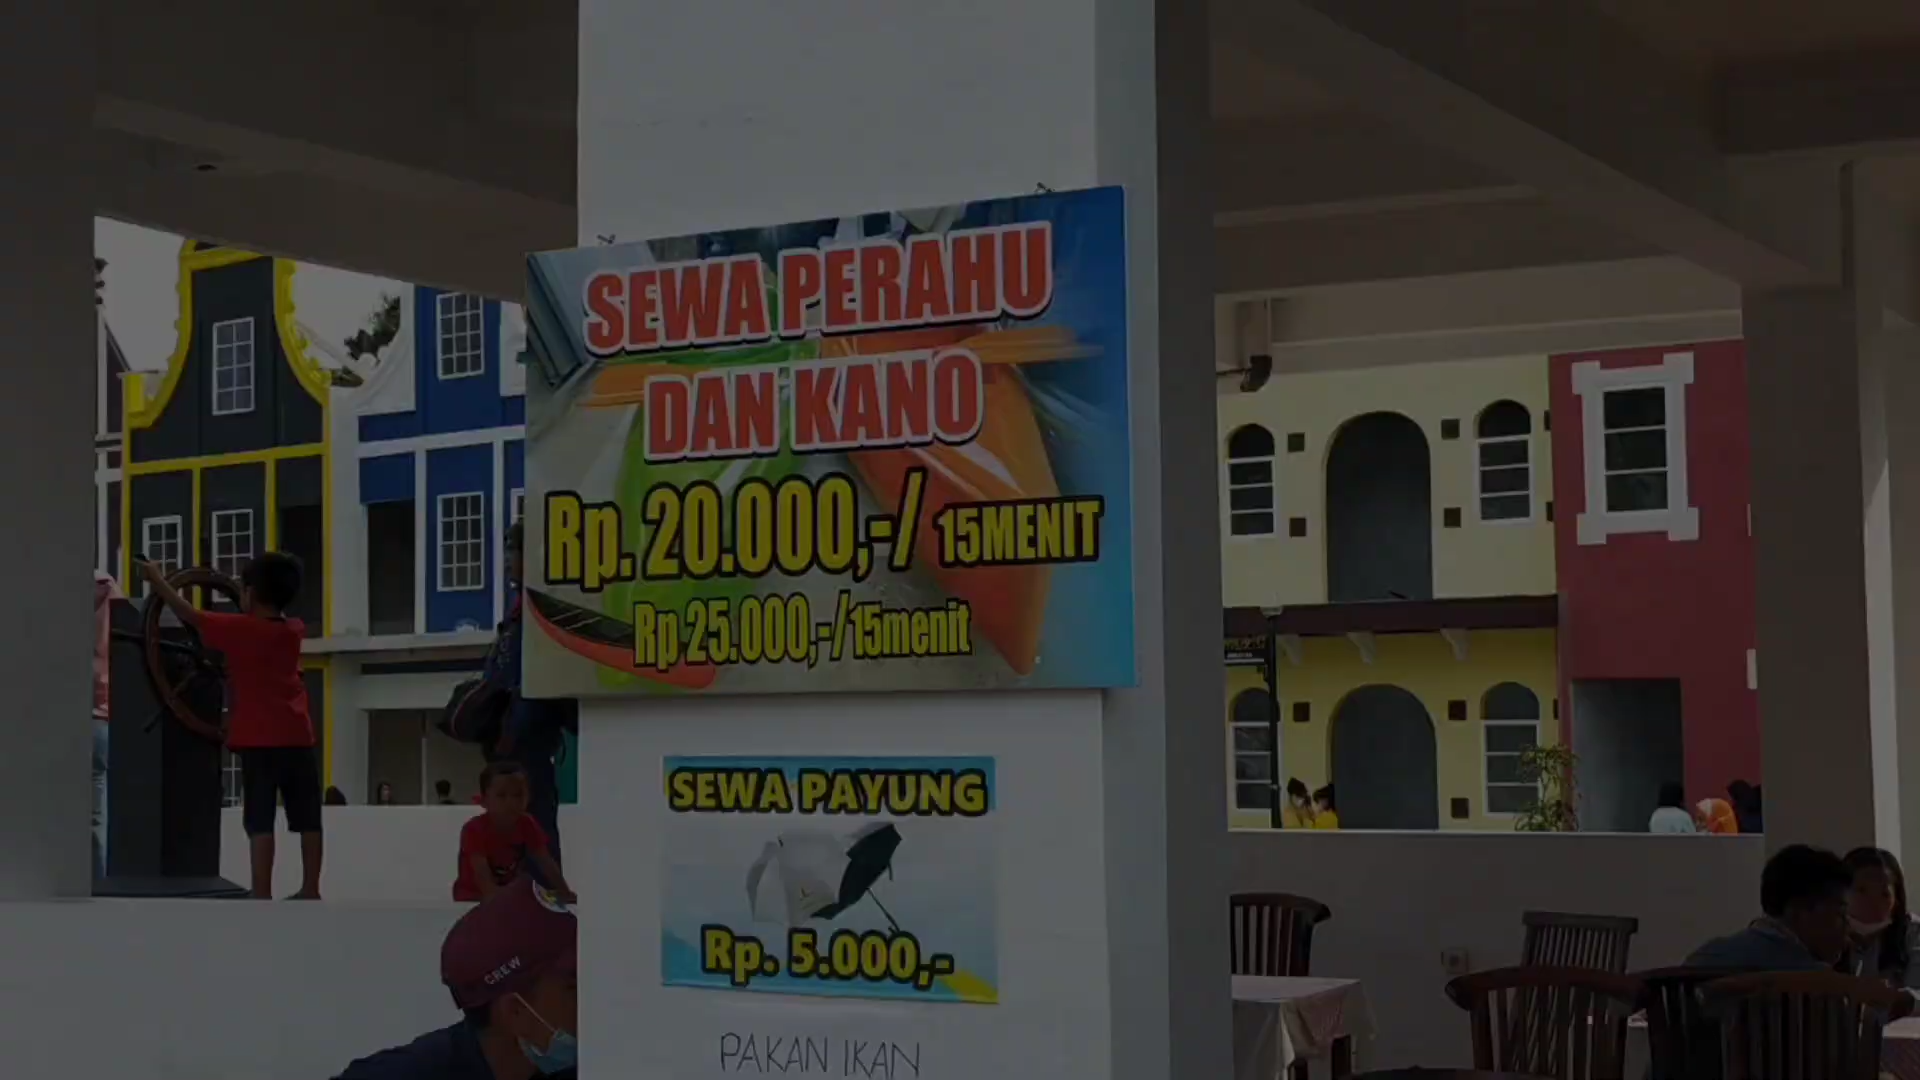 SEWA PERAHU
DAN KANO
Rp. 20.000,-/ 15MENIT
Rp 25.000,-/15menit
SEWA PAYUNG
Rp. 5.000,-
PAKAN IKAN
CREW